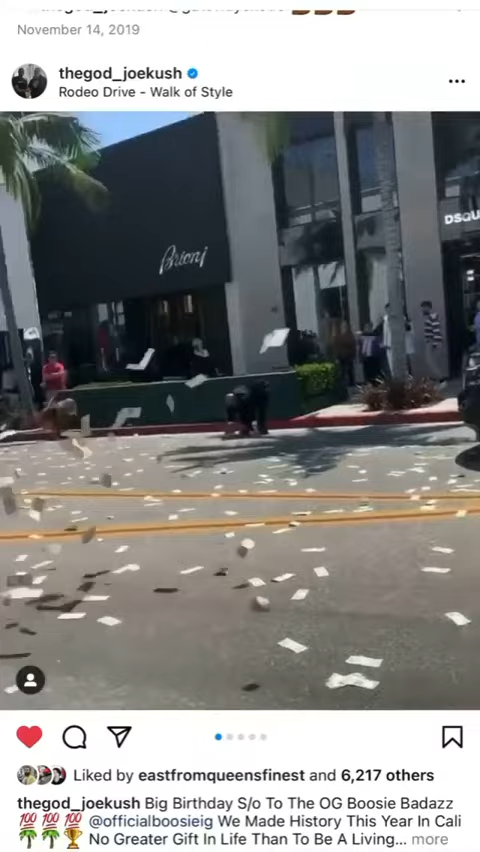 November 14, 2019
thegod_joekush
Rodeo Drive - Walk of Style
Brioni
DSQU
Liked by eastfromqueensfinest and 6,217 others
thegod_joekush Big Birthday S/o To The OG Boosie Badazz
💯💯💯 @officialboosieig We Made History This Year In Cali
🌴🌴🏆 No Greater Gift In Life Than To Be A Living... more